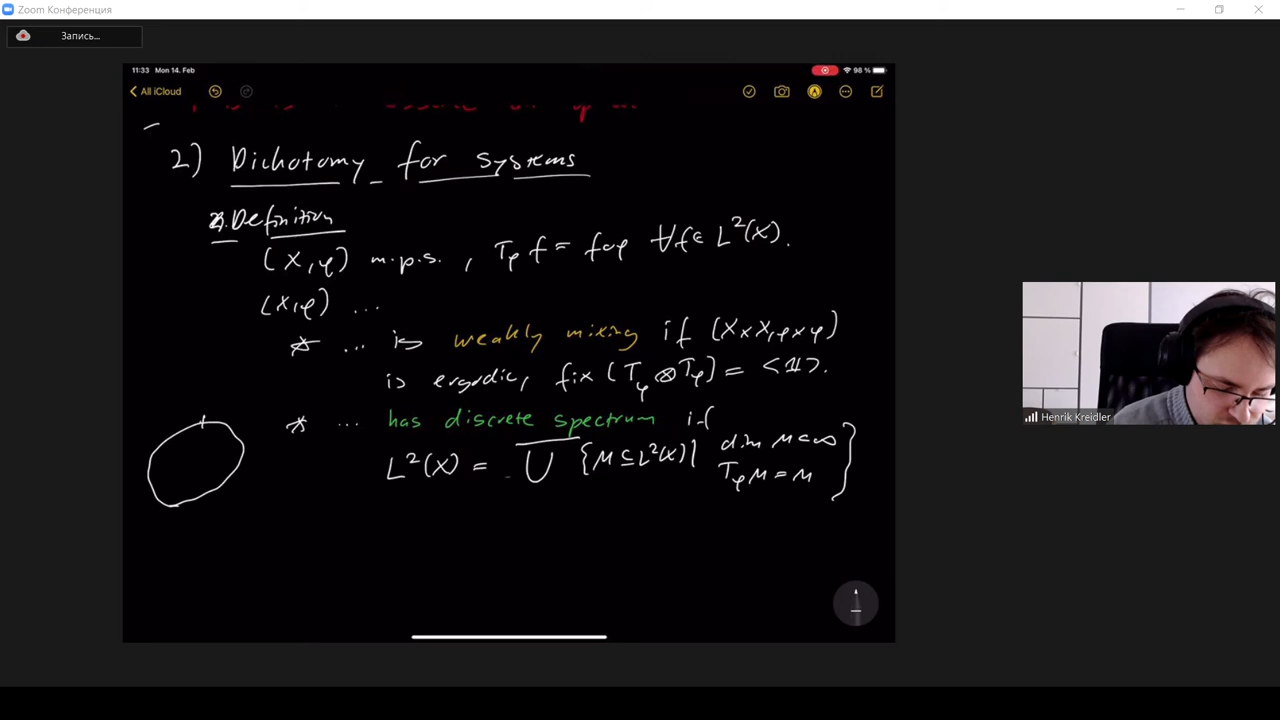 Zoom Конференция
Запись...
11:33 Mon 14. Feb
98 %
All iCloud
2) Dichotomy for systems
Definition
(X,φ) m.p.s. , T_φ f = f∘φ ∀f∈ L²(X).
(X,φ) ...
* ... is weakly mixing if (X×X,φ×φ)
is ergodic, fix (T_φ ⊗ T_φ) = <𝟙>.
* ... has discrete spectrum if
L²(X) = ⋃ {M ⊆ L²(X) | dim M < ∞
T_φ M = M }
Henrik Kreidler